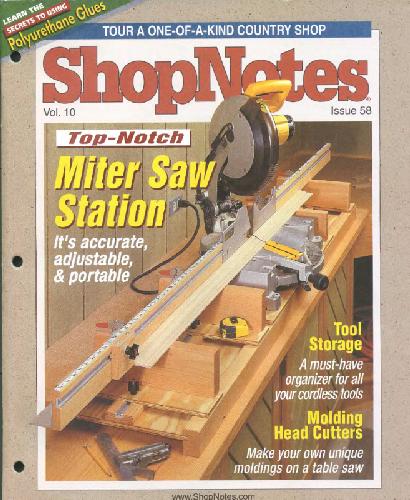 LEARN THE
SECRETS TO USING
Polyurethane Glues
TOUR A ONE-OF-A-KIND COUNTRY SHOP
ShopNotes®
Vol. 10
Issue 58
Top-Notch
Miter Saw
Station
It's accurate,
adjustable,
& portable
Tool
Storage
A must-have
organizer for all
your cordless tools
Molding
Head Cutters
Make your own unique
moldings on a table saw
www.ShopNotes.com